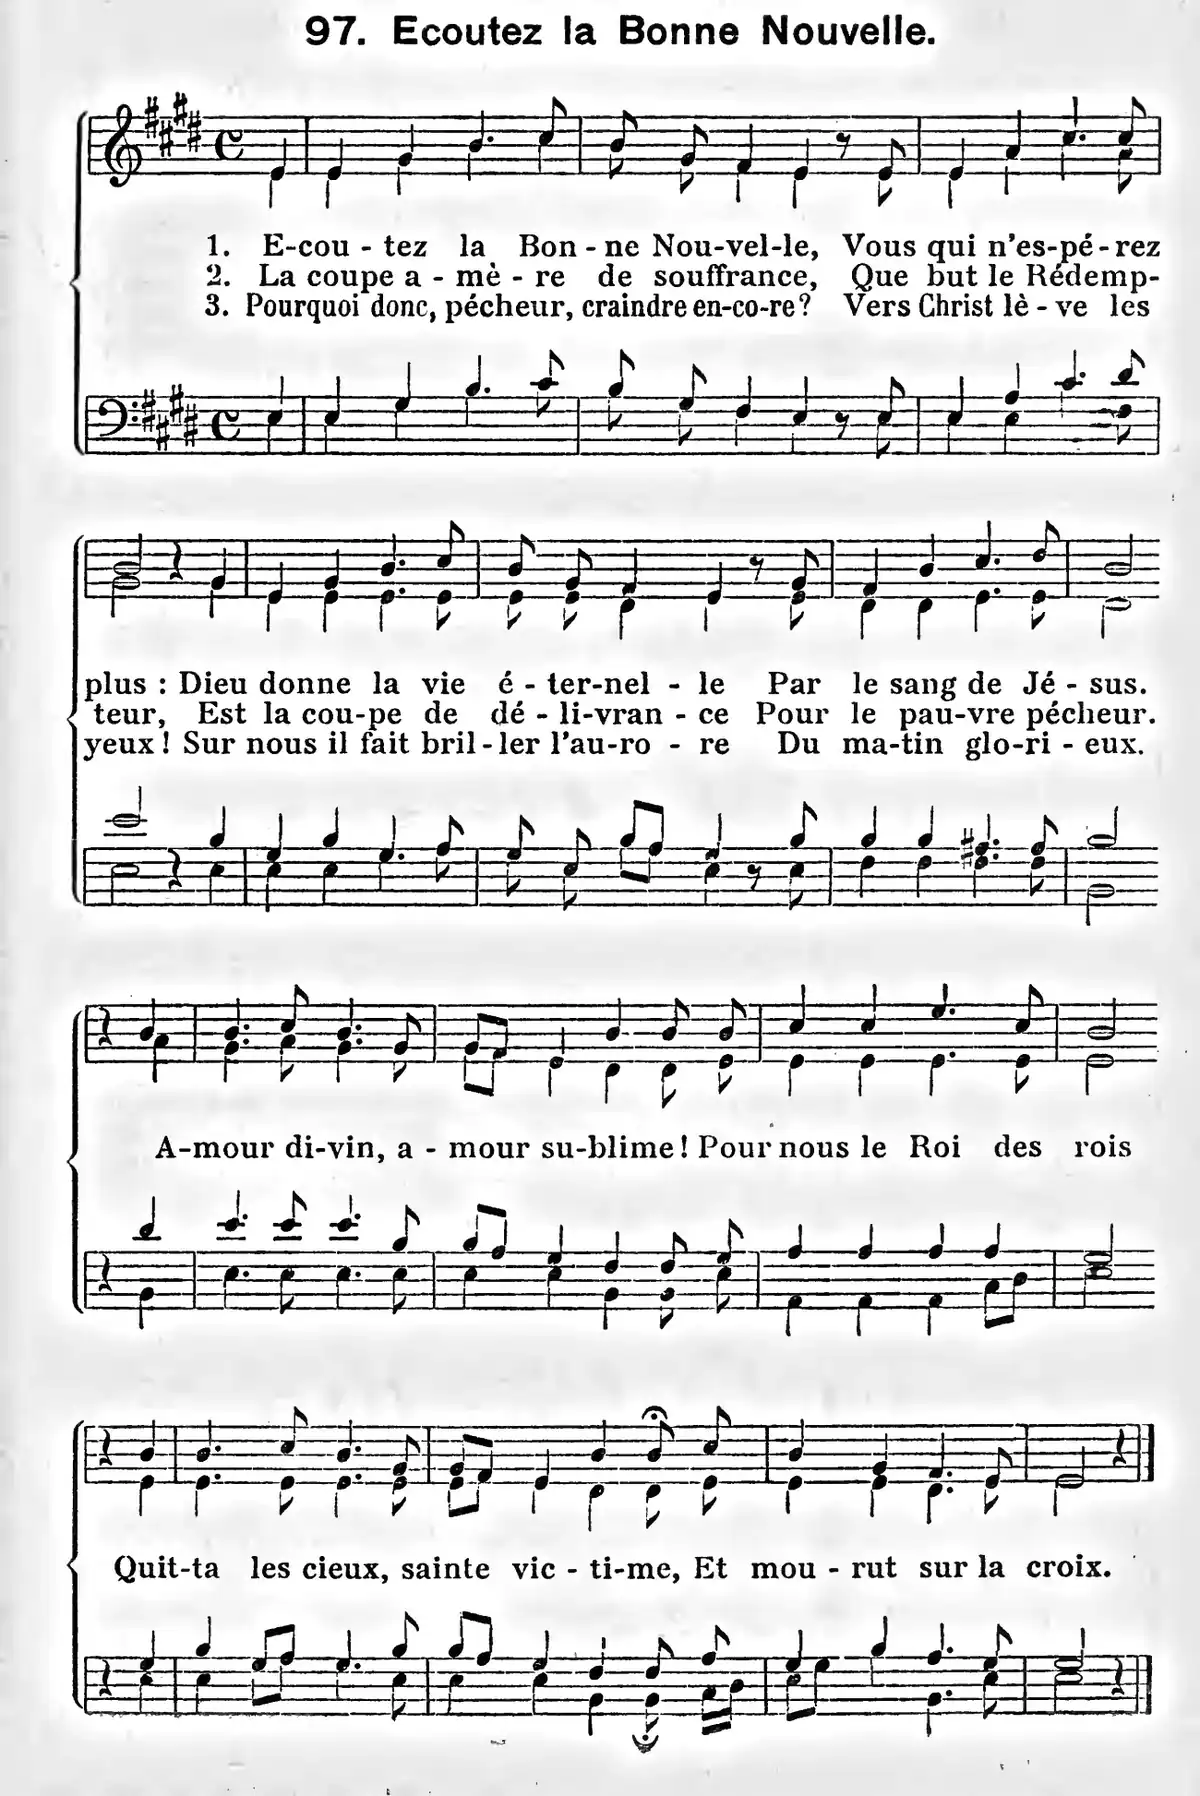 97. Ecoutez la Bonne Nouvelle.
1. E-cou - tez la Bon - ne Nou-vel-le, Vous qui n'es-pé-rez
2. La coupe a - mè - re de souffrance, Que but le Rédemp-
3. Pourquoi donc, pécheur, craindre en-co-re? Vers Christ lè - ve les
plus : Dieu donne la vie é - ter-nel - le Par le sang de Jé - sus.
teur, Est la cou-pe de dé - li-vran - ce Pour le pau-vre pécheur.
yeux ! Sur nous il fait bril - ler l'au-ro - re Du ma-tin glo-ri - eux.
A-mour di-vin, a - mour su-blime! Pour nous le Roi des rois
Quit-ta les cieux, sainte vic - ti-me, Et mou - rut sur la croix.